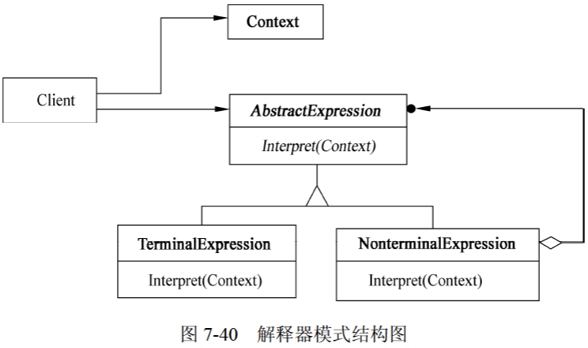 Context
Client
AbstractExpression
Interpret(Context)
TerminalExpression
Interpret(Context)
NonterminalExpression
Interpret(Context)
图 7-40 解释器模式结构图